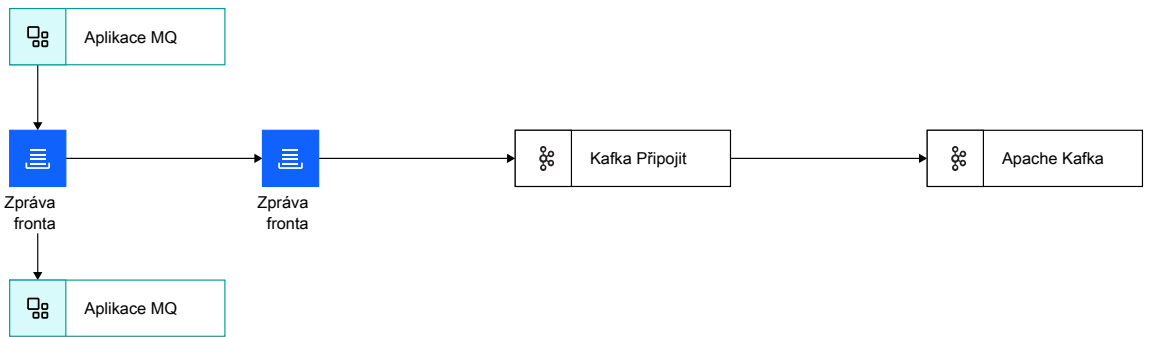 Aplikace MQ
Kafka Připojit
Apache Kafka
Zpráva
fronta
Zpráva
fronta
Aplikace MQ